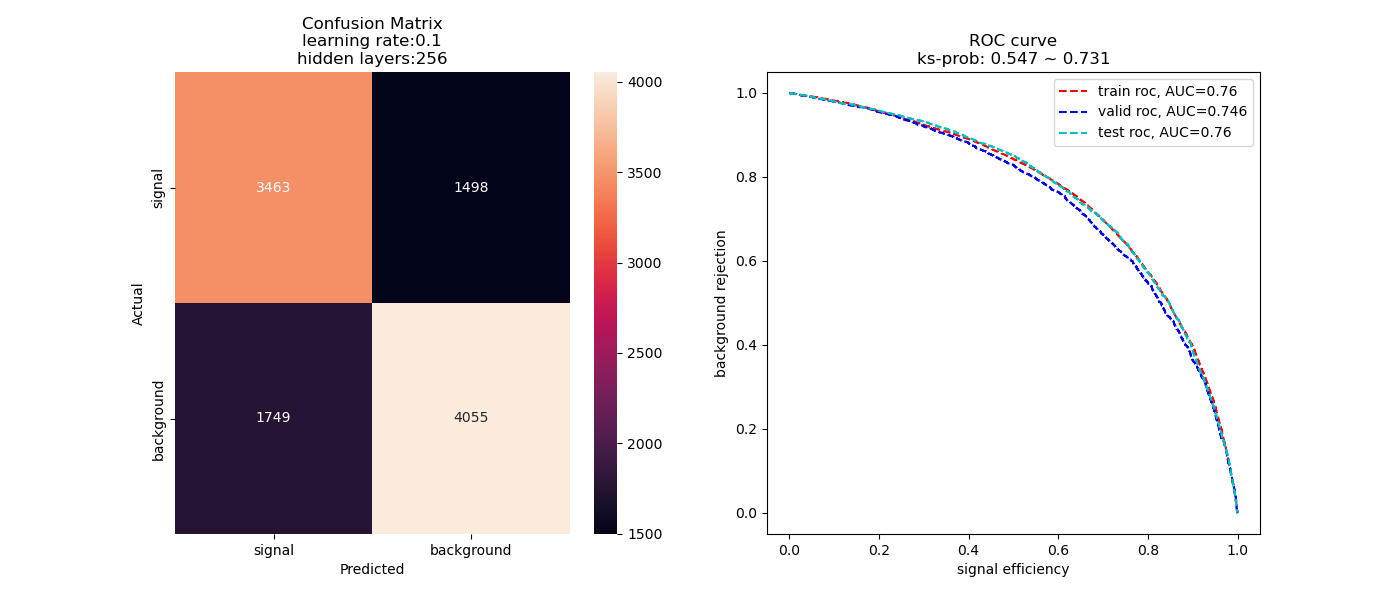 Confusion Matrix
learning rate:0.1
hidden layers:256
signal
background
Actual
3463
1498
1749
4055
signal
background
Predicted
4000
3500
3000
2500
2000
1500
ROC curve
ks-prob: 0.547 ~ 0.731
train roc, AUC=0.76
valid roc, AUC=0.746
test roc, AUC=0.76
background rejection
1.0
0.8
0.6
0.4
0.2
0.0
0.0
0.2
0.4
0.6
0.8
1.0
signal efficiency